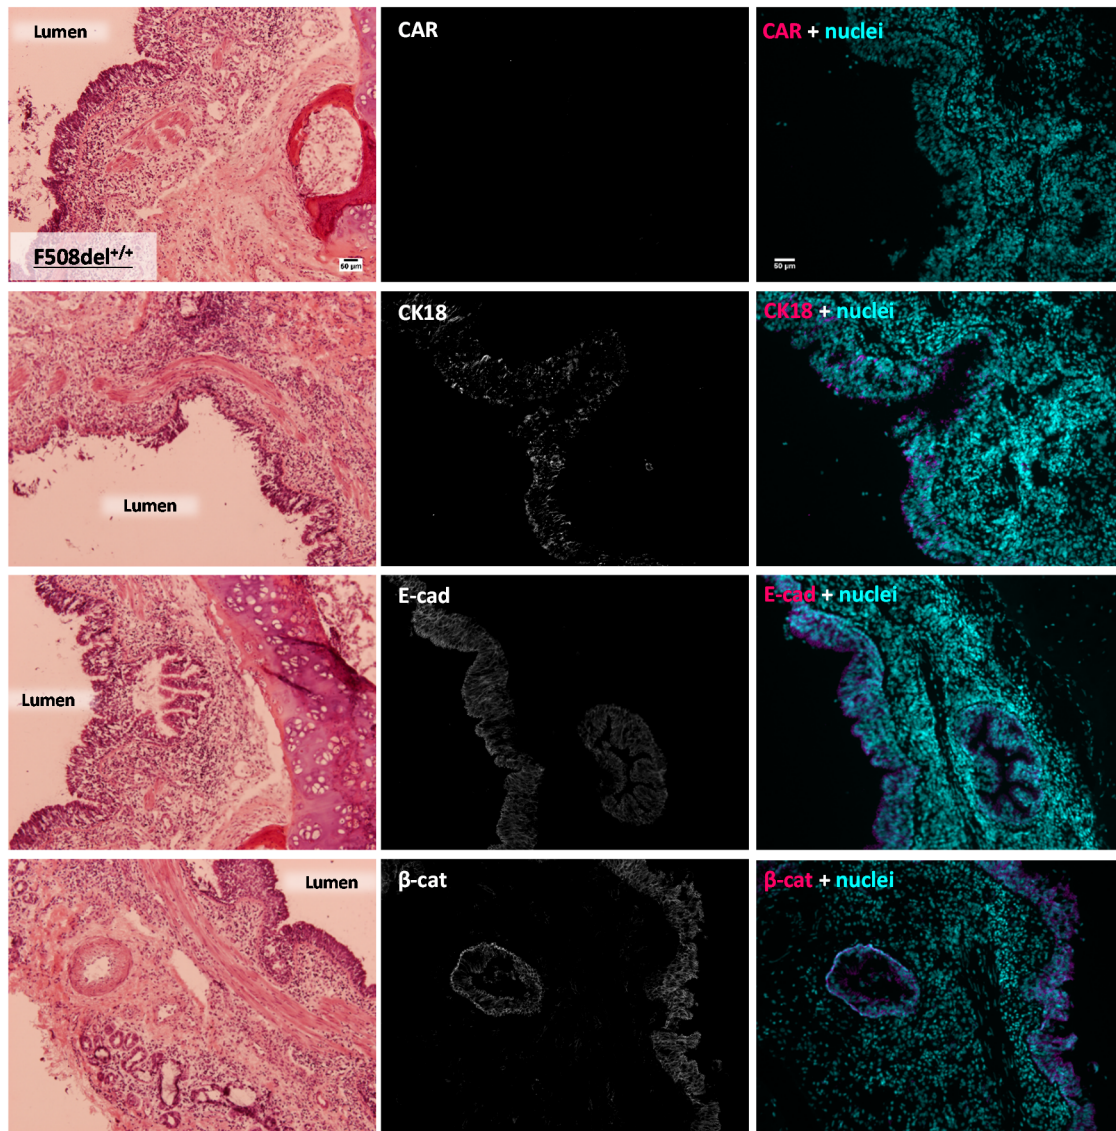 Lumen
CAR
CAR + nuclei
F508del+/+
50 µm
50 µm
CK18
CK18 + nuclei
Lumen
E-cad
E-cad + nuclei
Lumen
β-cat
β-cat + nuclei
Lumen